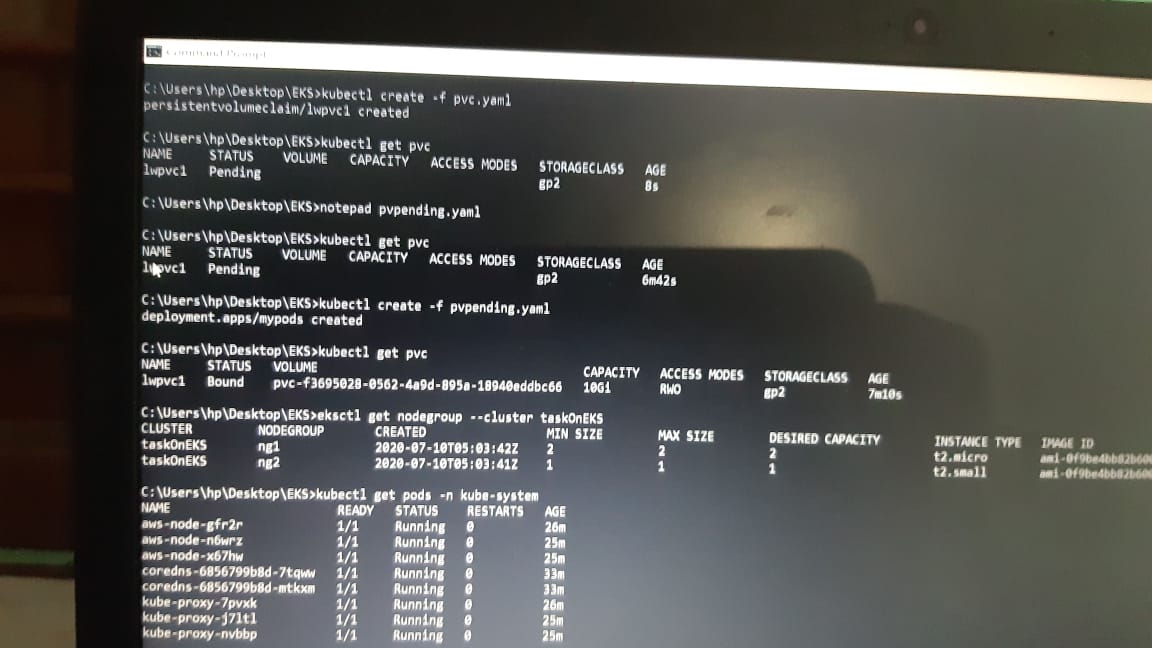 Command Prompt
C:\Users\hp\Desktop\EKS>kubectl create -f pvc.yaml
persistentvolumeclaim/lwpvc1 created
C:\Users\hp\Desktop\EKS>kubectl get pvc
NAME STATUS VOLUME CAPACITY ACCESS MODES STORAGECLASS AGE
lwpvc1 Pending gp2 8s
C:\Users\hp\Desktop\EKS>notepad pvpending.yaml
C:\Users\hp\Desktop\EKS>kubectl get pvc
NAME STATUS VOLUME CAPACITY ACCESS MODES STORAGECLASS AGE
lwpvc1 Pending gp2 6m42s
C:\Users\hp\Desktop\EKS>kubectl create -f pvpending.yaml
deployment.apps/mypods created
C:\Users\hp\Desktop\EKS>kubectl get pvc
NAME STATUS VOLUME CAPACITY ACCESS MODES STORAGECLASS AGE
lwpvc1 Bound pvc-f3695028-0562-4a9d-895a-18940eddbc66 10Gi RWO gp2 7m10s
C:\Users\hp\Desktop\EKS>eksctl get nodegroup --cluster taskOnEKS
CLUSTER NODEGROUP CREATED MIN SIZE MAX SIZE DESIRED CAPACITY INSTANCE TYPE IMAGE ID
taskOnEKS ng1 2020-07-10T05:03:42Z 2 2 2 t2.micro
taskOnEKS ng2 2020-07-10T05:03:41Z 1 1 1 t2.small
C:\Users\hp\Desktop\EKS>kubectl get pods -n kube-system
NAME READY STATUS RESTARTS AGE
aws-node-gfr2r 1/1 Running 0 26m
aws-node-n6wrz 1/1 Running 0 25m
aws-node-x67hw 1/1 Running 0 25m
coredns-6856799b8d-7tqww 1/1 Running 0 33m
coredns-6856799b8d-mtkxm 1/1 Running 0 33m
kube-proxy-7pvxk 1/1 Running 0 26m
kube-proxy-j7ltl 1/1 Running 0 25m
kube-proxy-nvbbp 1/1 Running 0 25m